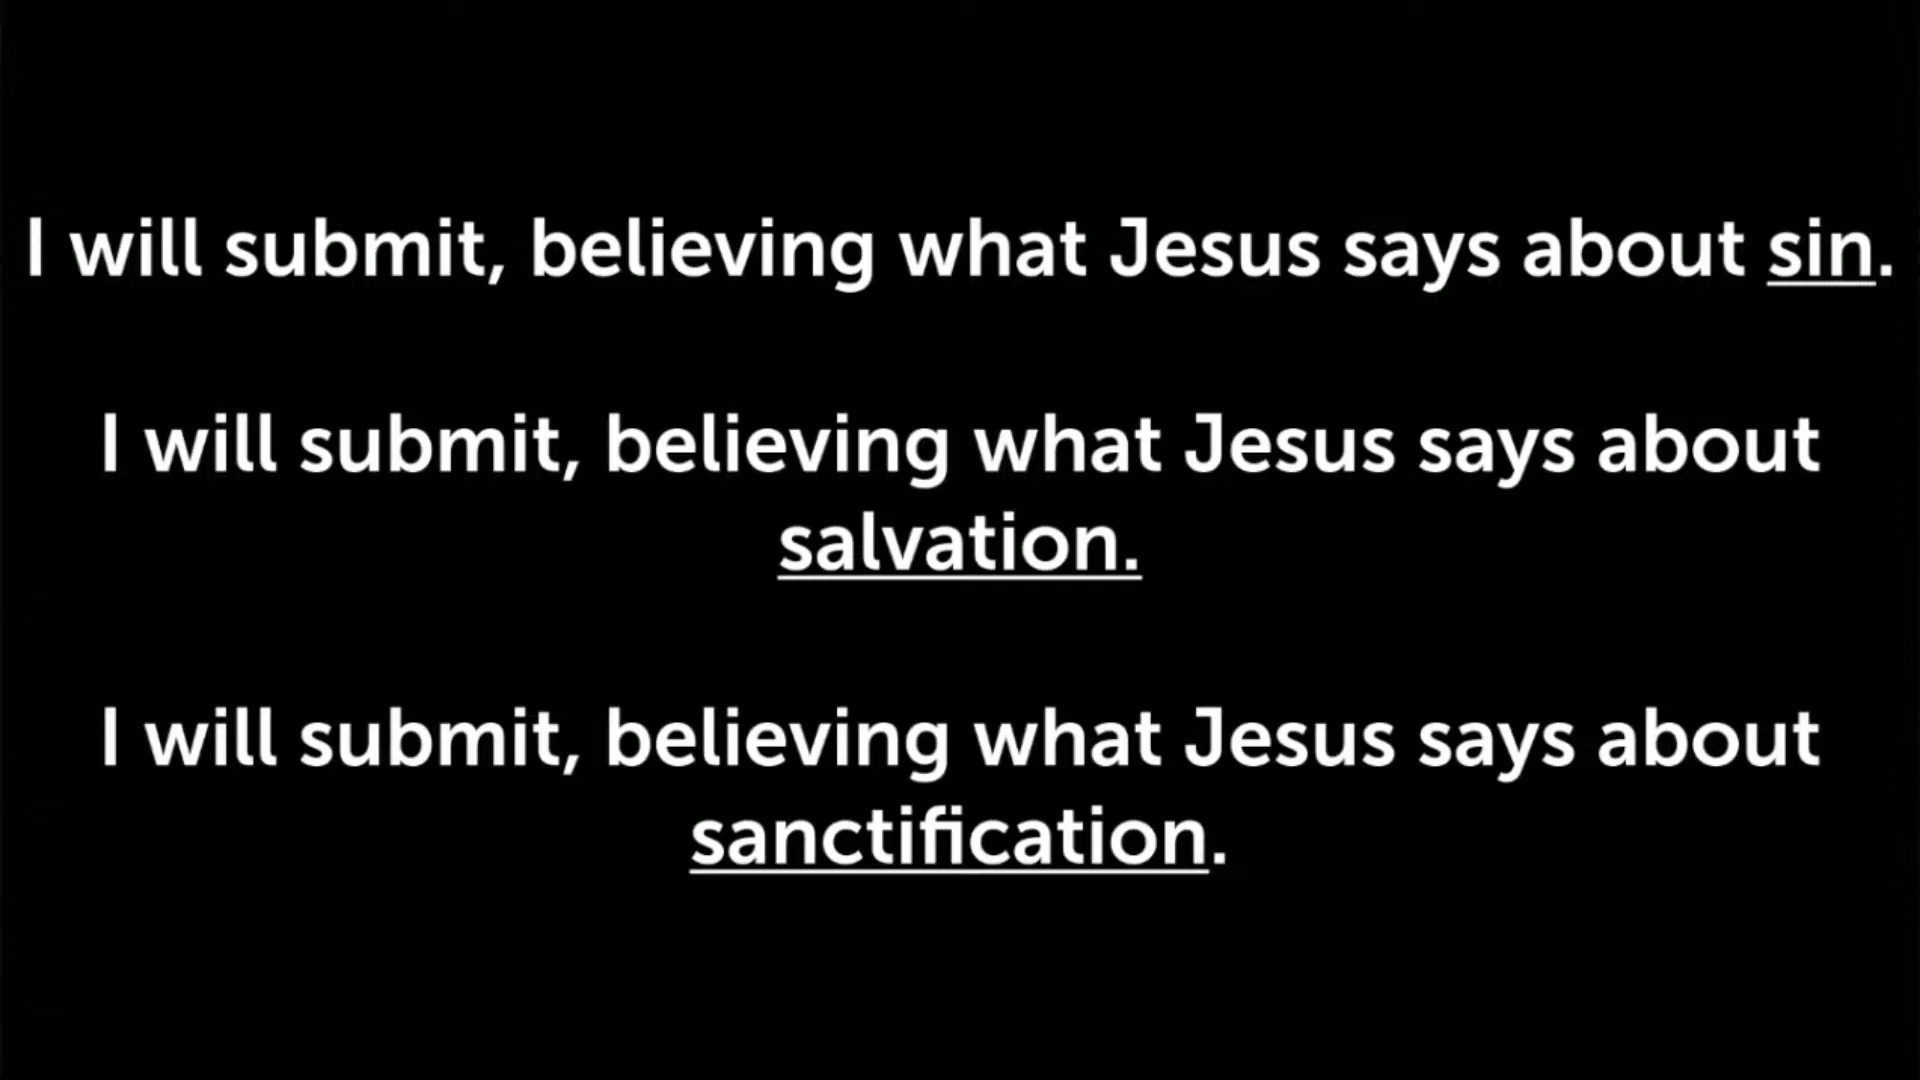 I will submit, believing what Jesus says about sin.
I will submit, believing what Jesus says about
salvation.
I will submit, believing what Jesus says about
sanctification.